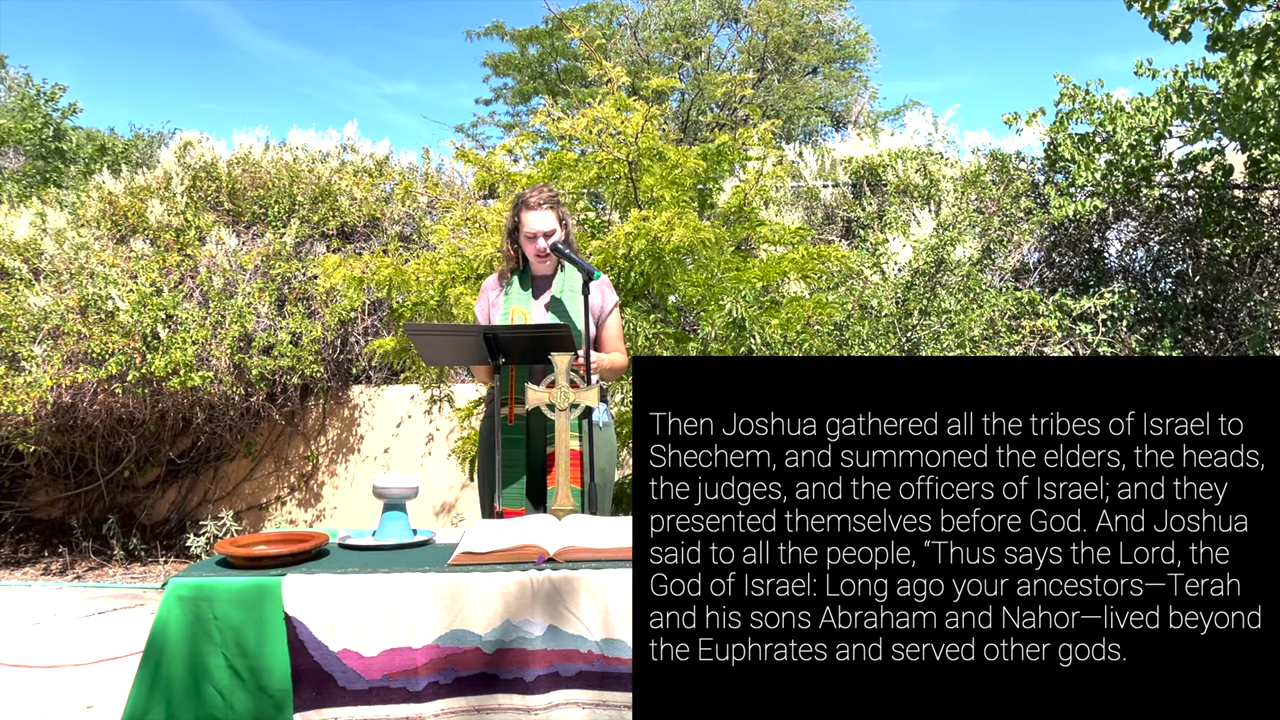 Then Joshua gathered all the tribes of Israel to
Shechem, and summoned the elders, the heads,
the judges, and the officers of Israel; and they
presented themselves before God. And Joshua
said to all the people, “Thus says the Lord, the
God of Israel: Long ago your ancestors—Terah
and his sons Abraham and Nahor—lived beyond
the Euphrates and served other gods.